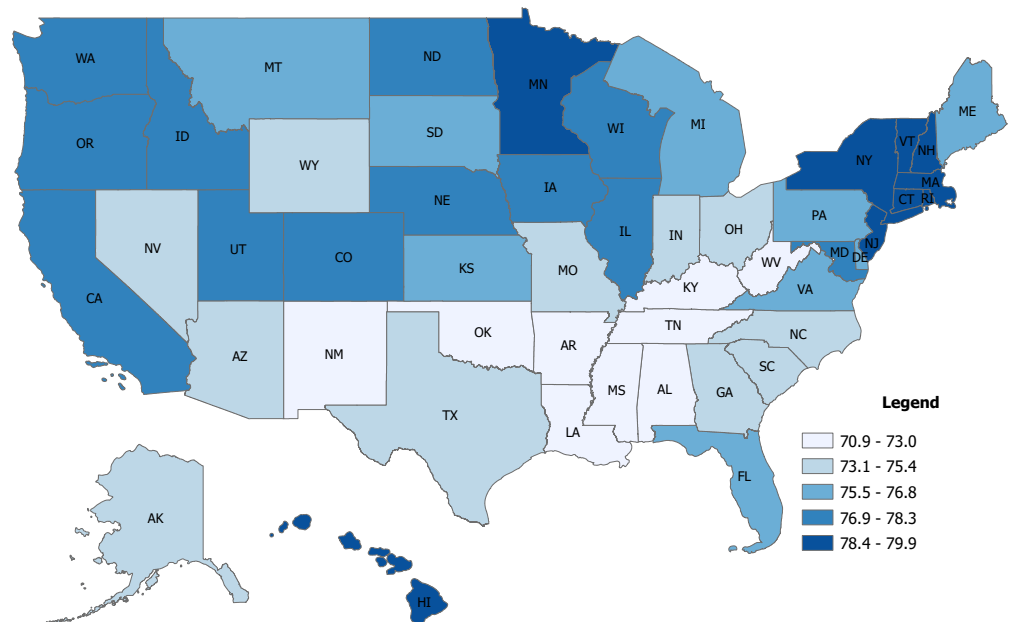 WA
MT
ND
MN
ME
OR
ID
SD
WI
MI
VT
NH
NY
WY
MA
IA
CT
RI
NE
PA
NV
UT
CO
IL
IN
OH
NJ
MD
DE
KS
MO
WV
CA
KY
VA
OK
TN
NC
AZ
NM
AR
SC
MS
AL
GA
TX
LA
FL
AK
HI
Legend
70.9 - 73.0
73.1 - 75.4
75.5 - 76.8
76.9 - 78.3
78.4 - 79.9